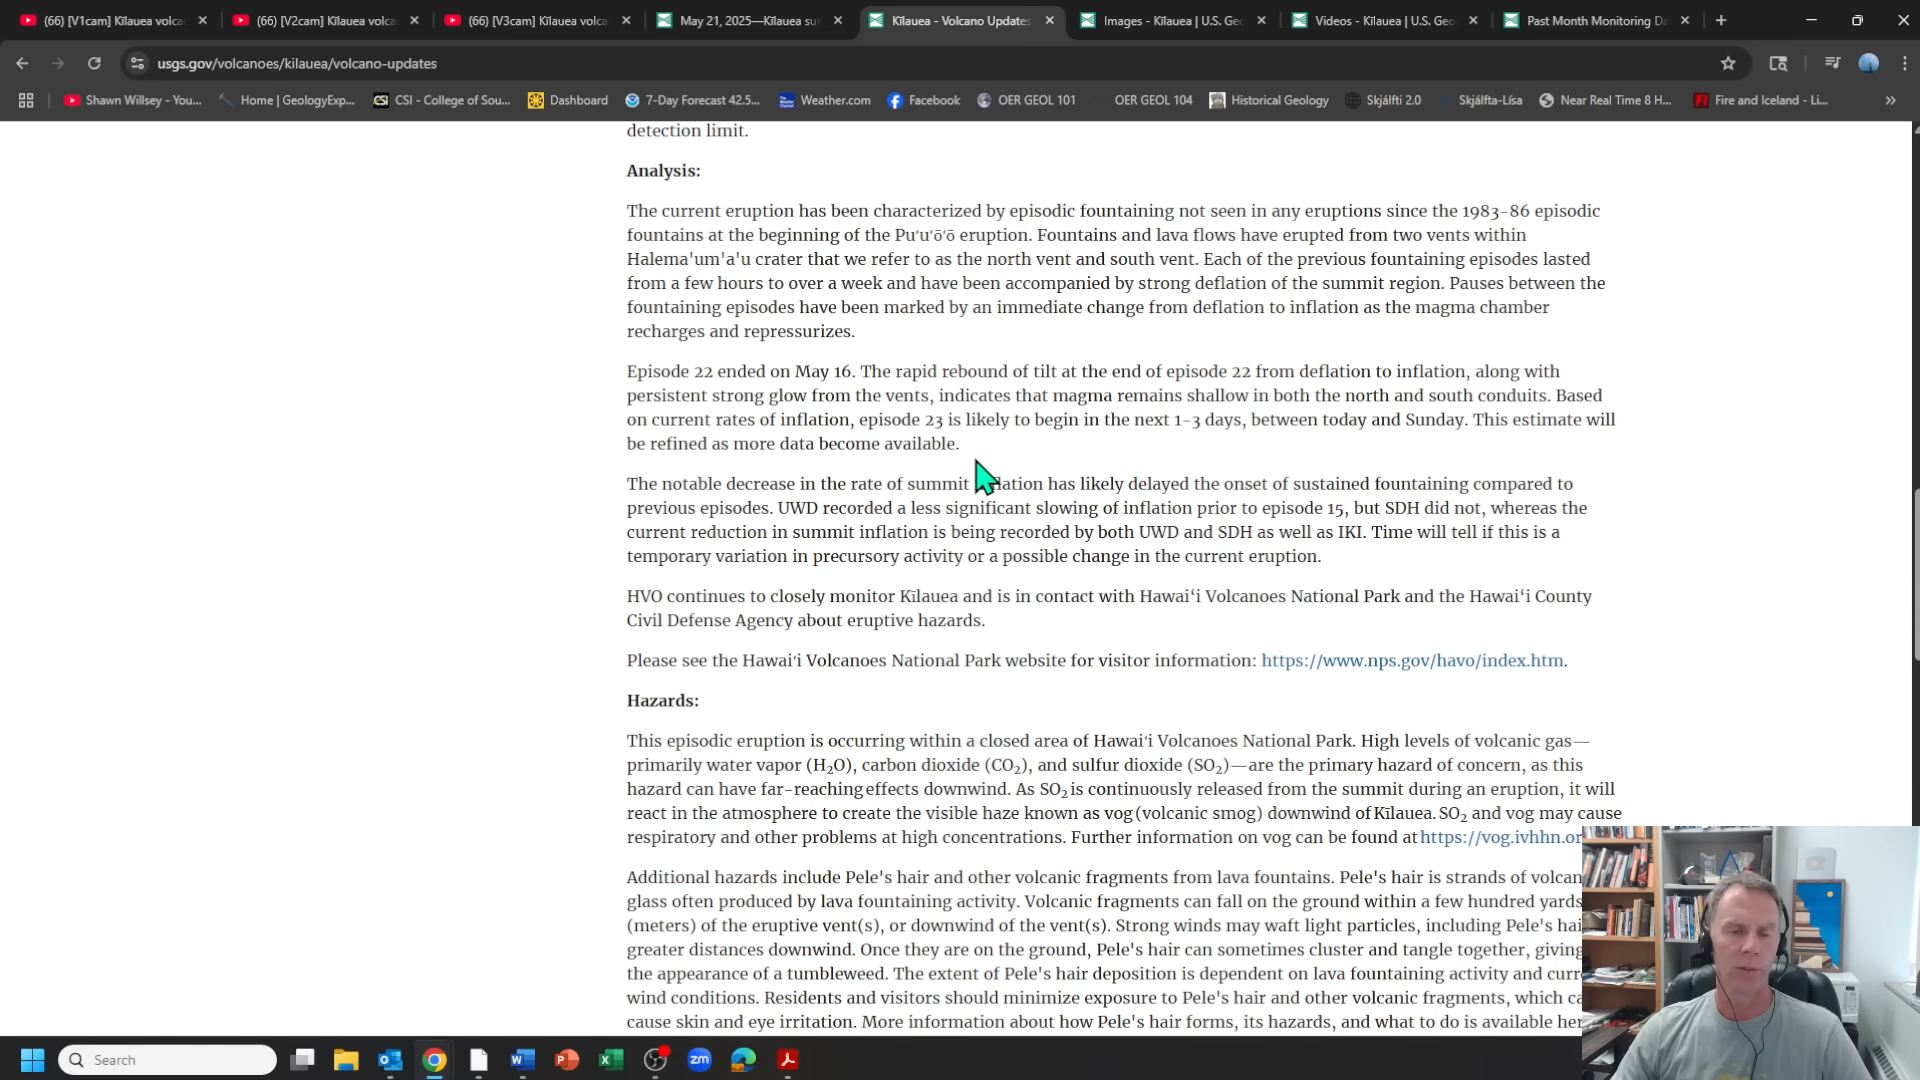 (66) [V1cam] Kīlauea volca
(66) [V2cam] Kīlauea volca
(66) [V3cam] Kīlauea volca
May 21, 2025—Kīlauea su
Kīlauea - Volcano Updates
Images - Kīlauea | U.S. Ge
Videos - Kīlauea | U.S. Geo
Past Month Monitoring Da
usgs.gov/volcanoes/kilauea/volcano-updates
Shawn Willsey - You...
Home | GeologyExp...
CSI - College of Sou...
Dashboard
7-Day Forecast 42.5...
Weather.com
Facebook
OER GEOL 101
OER GEOL 104
Historical Geology
Skjálfti 2.0
Skjálfta-Lísa
Near Real Time 8 H...
Fire and Iceland - Li...
detection limit.
Analysis:
The current eruption has been characterized by episodic fountaining not seen in any eruptions since the 1983-86 episodic
fountains at the beginning of the Puʻuʻōʻō eruption. Fountains and lava flows have erupted from two vents within
Halema'um'a'u crater that we refer to as the north vent and south vent. Each of the previous fountaining episodes lasted
from a few hours to over a week and have been accompanied by strong deflation of the summit region. Pauses between the
fountaining episodes have been marked by an immediate change from deflation to inflation as the magma chamber
recharges and repressurizes.
Episode 22 ended on May 16. The rapid rebound of tilt at the end of episode 22 from deflation to inflation, along with
persistent strong glow from the vents, indicates that magma remains shallow in both the north and south conduits. Based
on current rates of inflation, episode 23 is likely to begin in the next 1-3 days, between today and Sunday. This estimate will
be refined as more data become available.
The notable decrease in the rate of summit inflation has likely delayed the onset of sustained fountaining compared to
previous episodes. UWD recorded a less significant slowing of inflation prior to episode 15, but SDH did not, whereas the
current reduction in summit inflation is being recorded by both UWD and SDH as well as IKI. Time will tell if this is a
temporary variation in precursory activity or a possible change in the current eruption.
HVO continues to closely monitor Kīlauea and is in contact with Hawaiʻi Volcanoes National Park and the Hawaiʻi County
Civil Defense Agency about eruptive hazards.
Please see the Hawaiʻi Volcanoes National Park website for visitor information: https://www.nps.gov/havo/index.htm.
Hazards:
This episodic eruption is occurring within a closed area of Hawaiʻi Volcanoes National Park. High levels of volcanic gas—
primarily water vapor (H₂O), carbon dioxide (CO₂), and sulfur dioxide (SO₂)—are the primary hazard of concern, as this
hazard can have far-reaching effects downwind. As SO₂ is continuously released from the summit during an eruption, it will
react in the atmosphere to create the visible haze known as vog (volcanic smog) downwind of Kīlauea. SO₂ and vog may cause
respiratory and other problems at high concentrations. Further information on vog can be found at https://vog.ivhhn.or
Additional hazards include Pele's hair and other volcanic fragments from lava fountains. Pele's hair is strands of volcan
glass often produced by lava fountaining activity. Volcanic fragments can fall on the ground within a few hundred yards
(meters) of the eruptive vent(s), or downwind of the vent(s). Strong winds may waft light particles, including Pele's hai
greater distances downwind. Once they are on the ground, Pele's hair can sometimes cluster and tangle together, giving
the appearance of a tumbleweed. The extent of Pele's hair deposition is dependent on lava fountaining activity and curr
wind conditions. Residents and visitors should minimize exposure to Pele's hair and other volcanic fragments, which ca
cause skin and eye irritation. More information about how Pele's hair forms, its hazards, and what to do is available her
Search